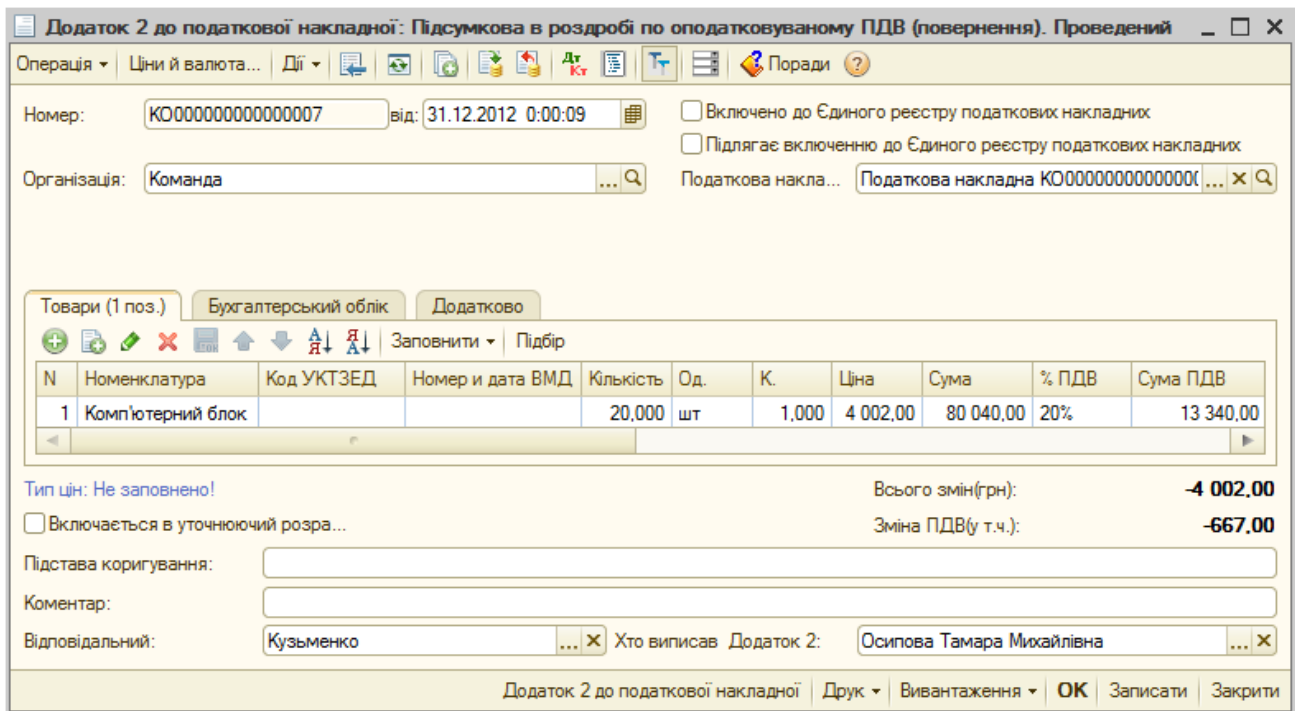 Додаток 2 до податкової накладної: Підсумкова в роздробі по оподатковуваному ПДВ (повернення). Проведений
Операція Ціни й валюта... Дії Дт Кт Поради
Номер: КО000000000000007 від: 31.12.2012 0:00:09 Включено до Єдиного реєстру податкових накладних
Підлягає включенню до Єдиного реєстру податкових накладних
Організація: Команда ... Податкова накла... Податкова накладна ...
Товари (1 поз.) Бухгалтерський облік Додатково
Заповнити Підбір
N Номенклатура Код УКТЗЕД Номер и дата ВМД Кількість Од. К. Ціна Сума % ПДВ Сума ПДВ
1 Комп'ютерний блок 20,000 шт 1,000 4 002,00 80 040,00 20% 13 340,00
Тип цін: Не заповнено! Всього змін(грн): -4 002,00
Включається в уточнюючий розра... Зміна ПДВ(у т.ч.): -667,00
Підстава коригування:
Коментар:
Відповідальний: Кузьменко ... Хто виписав Додаток 2: Осипова Тамара Михайлівна ...
Додаток 2 до податкової накладної Друк Вивантаження ОК Записати Закрити